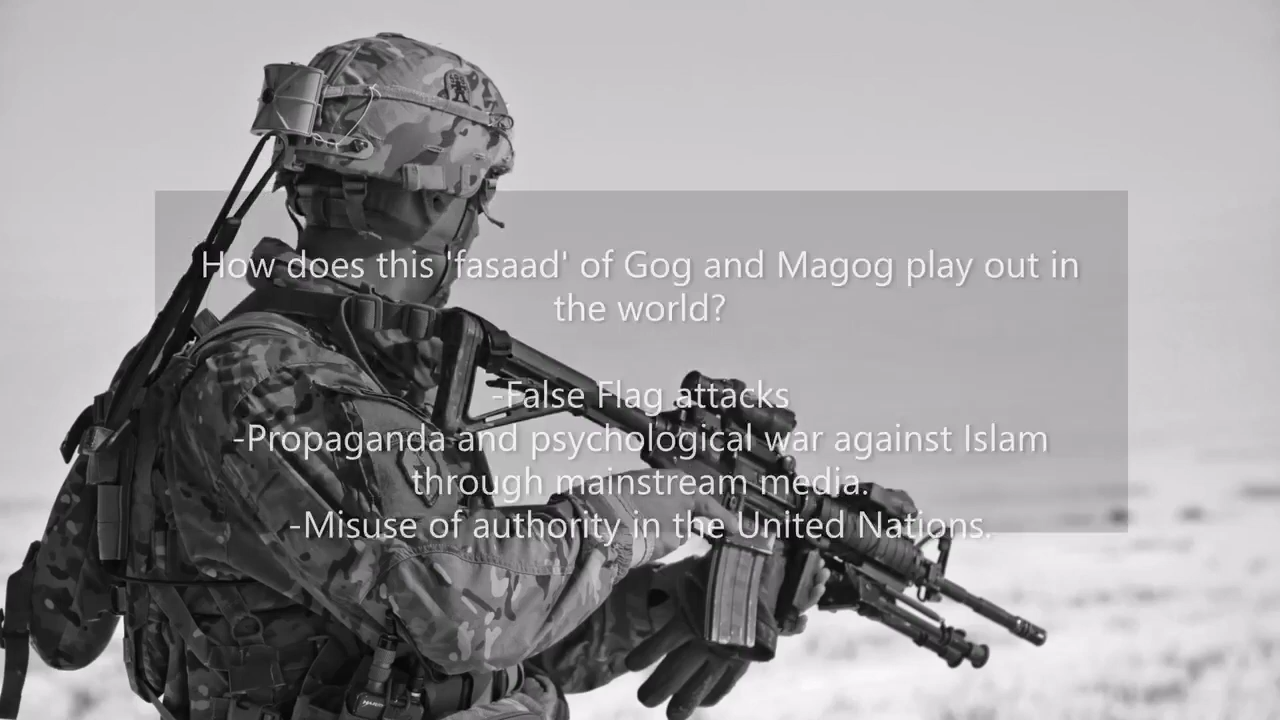 How does this 'fasaad' of Gog and Magog play out in
the world?
-False Flag attacks
-Propaganda and psychological war against Islam
through mainstream media.
-Misuse of authority in the United Nations.